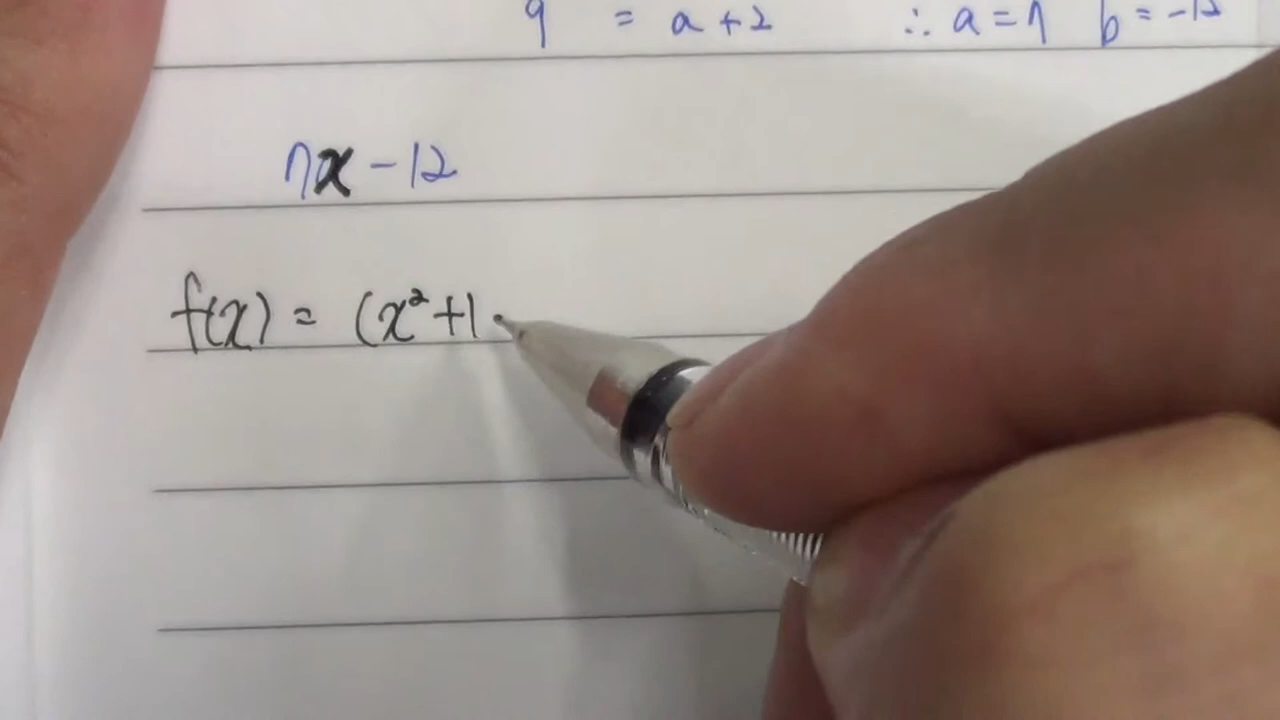 9 = a + 2 ∴ a = 7 b = -12
7x - 12
f(x) = (x² + 1